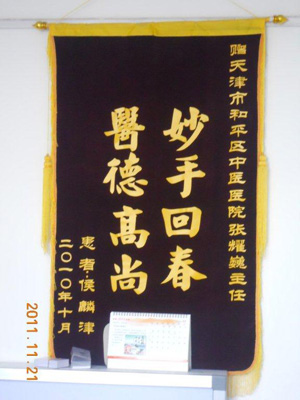 赠天津市和平区中医医院张耀巍主任
妙手回春
醫德高尚
患者:侯麟津
二〇一〇年十月
2011.11.21